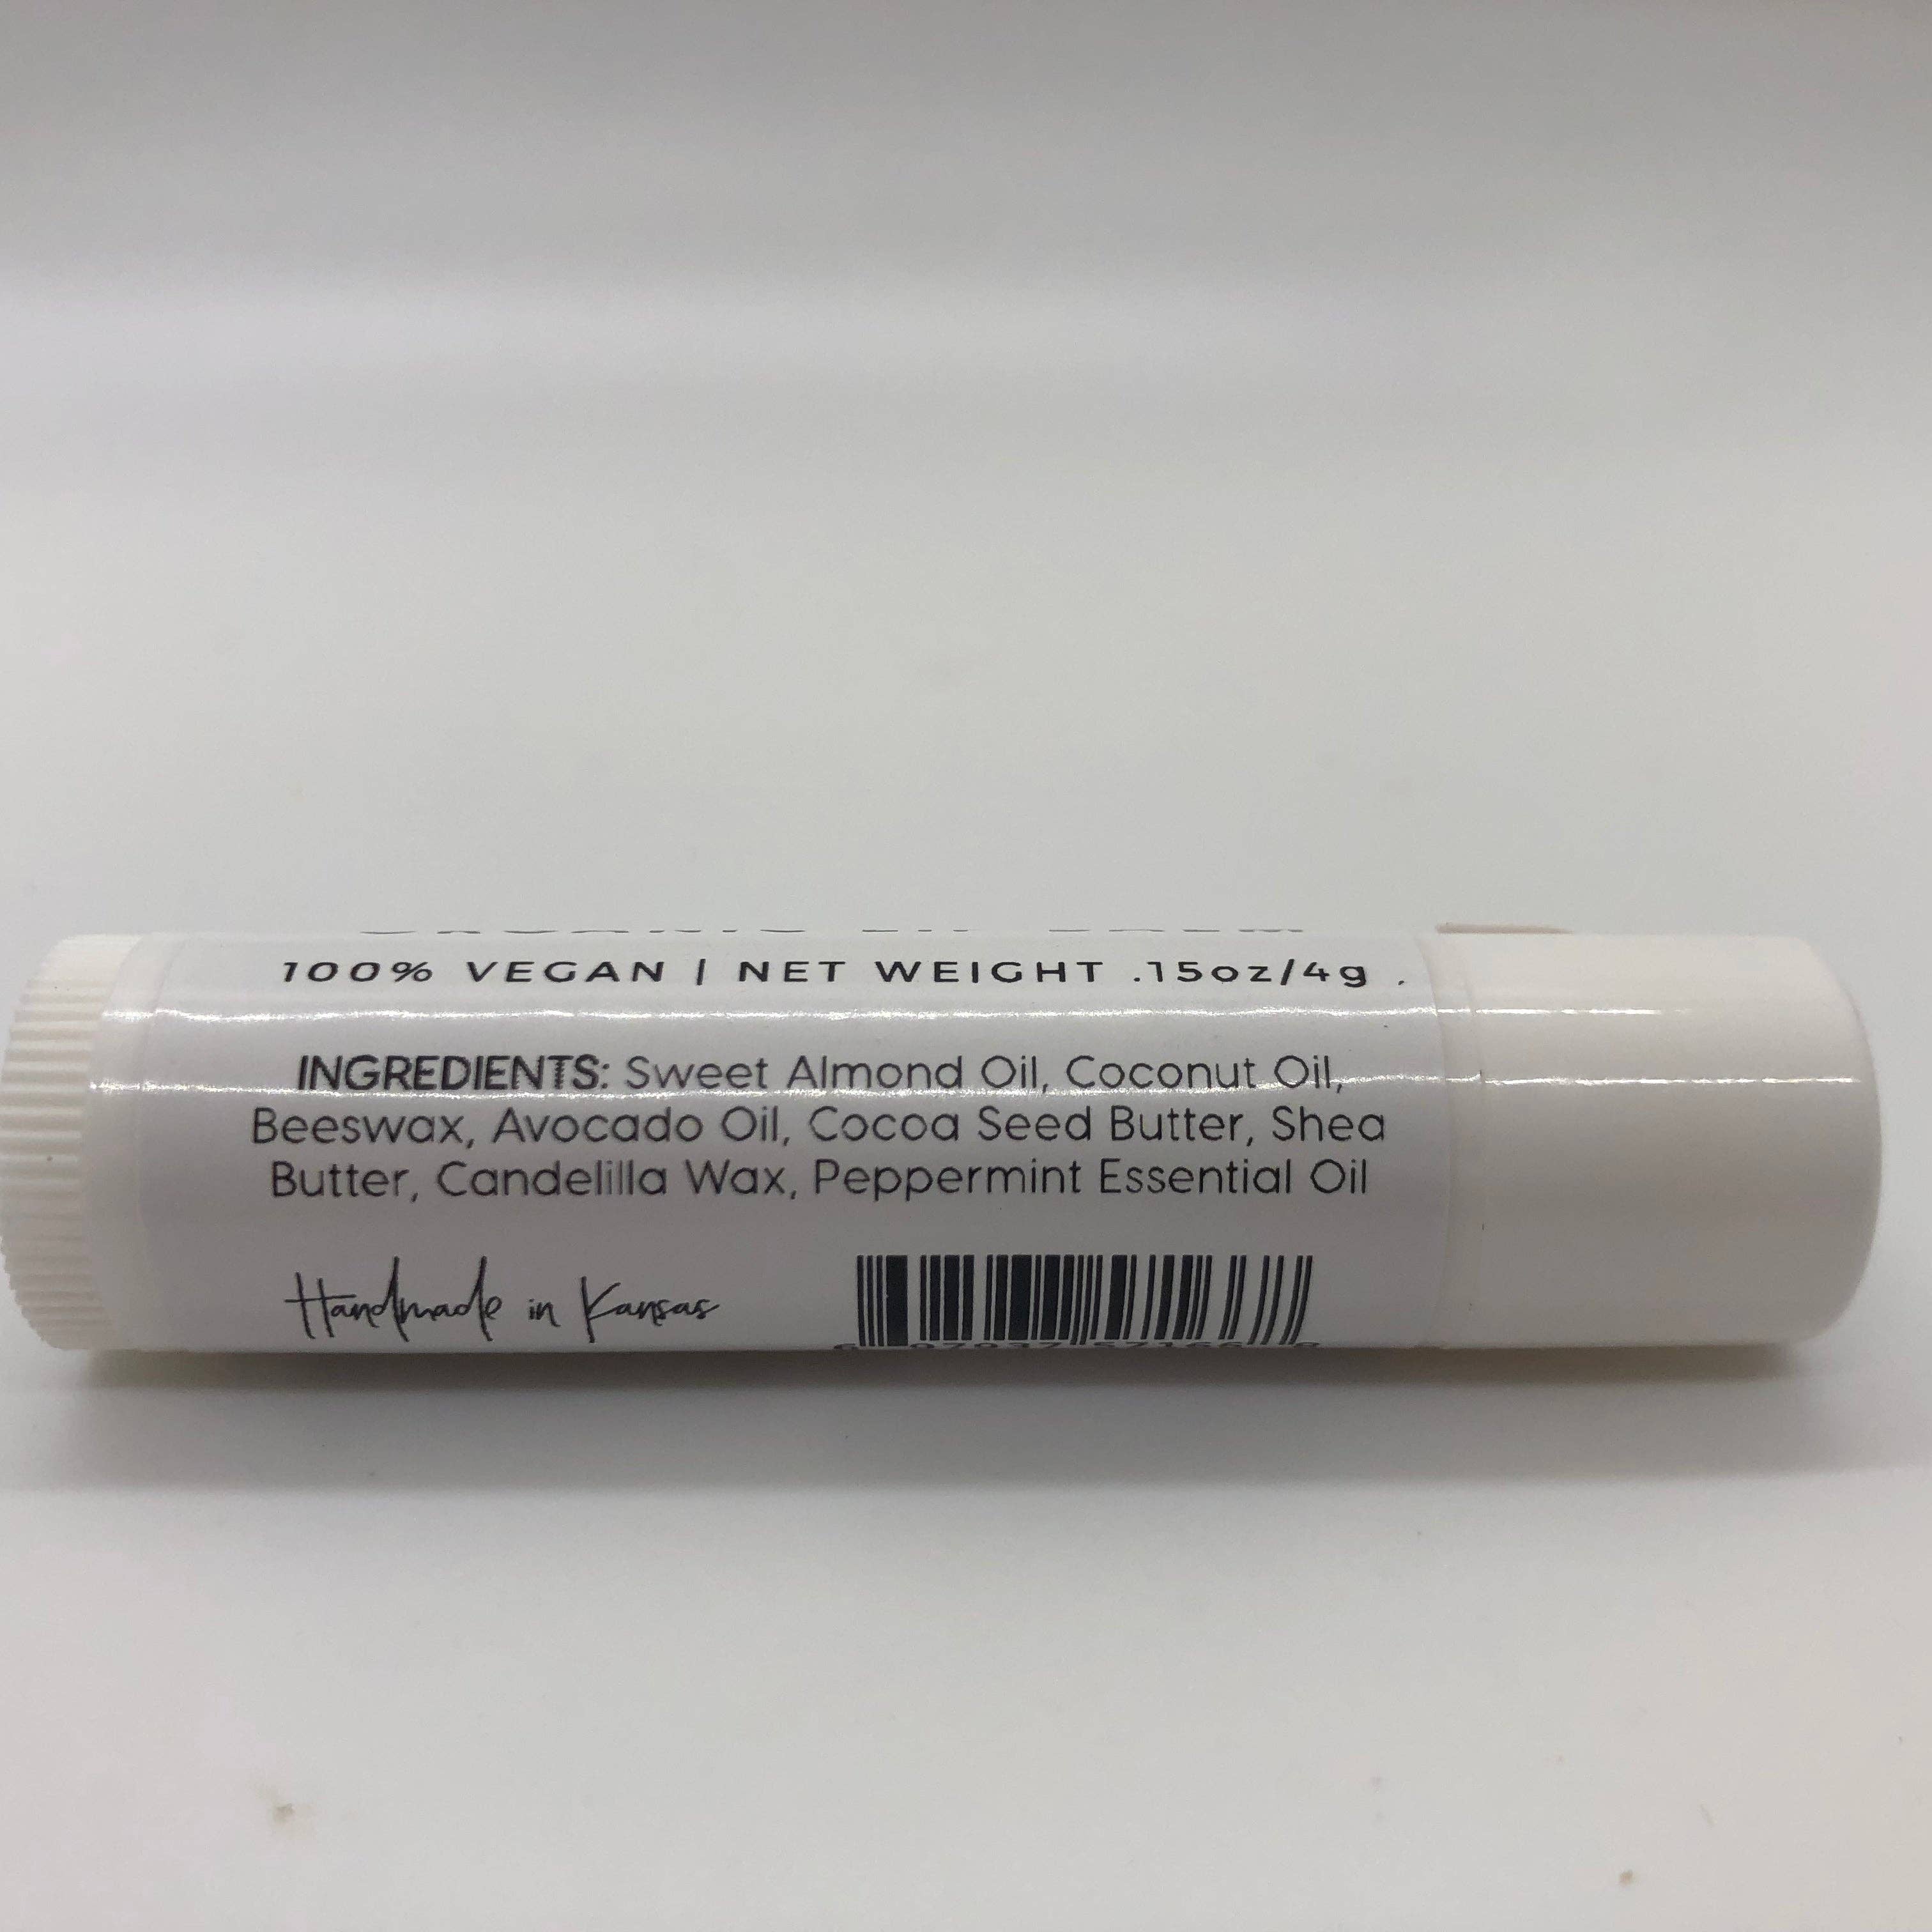 100% VEGAN | NET WEIGHT .15oz/4g .
INGREDIENTS: Sweet Almond Oil, Coconut Oil,
Beeswax, Avocado Oil, Cocoa Seed Butter, Shea
Butter, Candelilla Wax, Peppermint Essential Oil
Handmade in Kansas